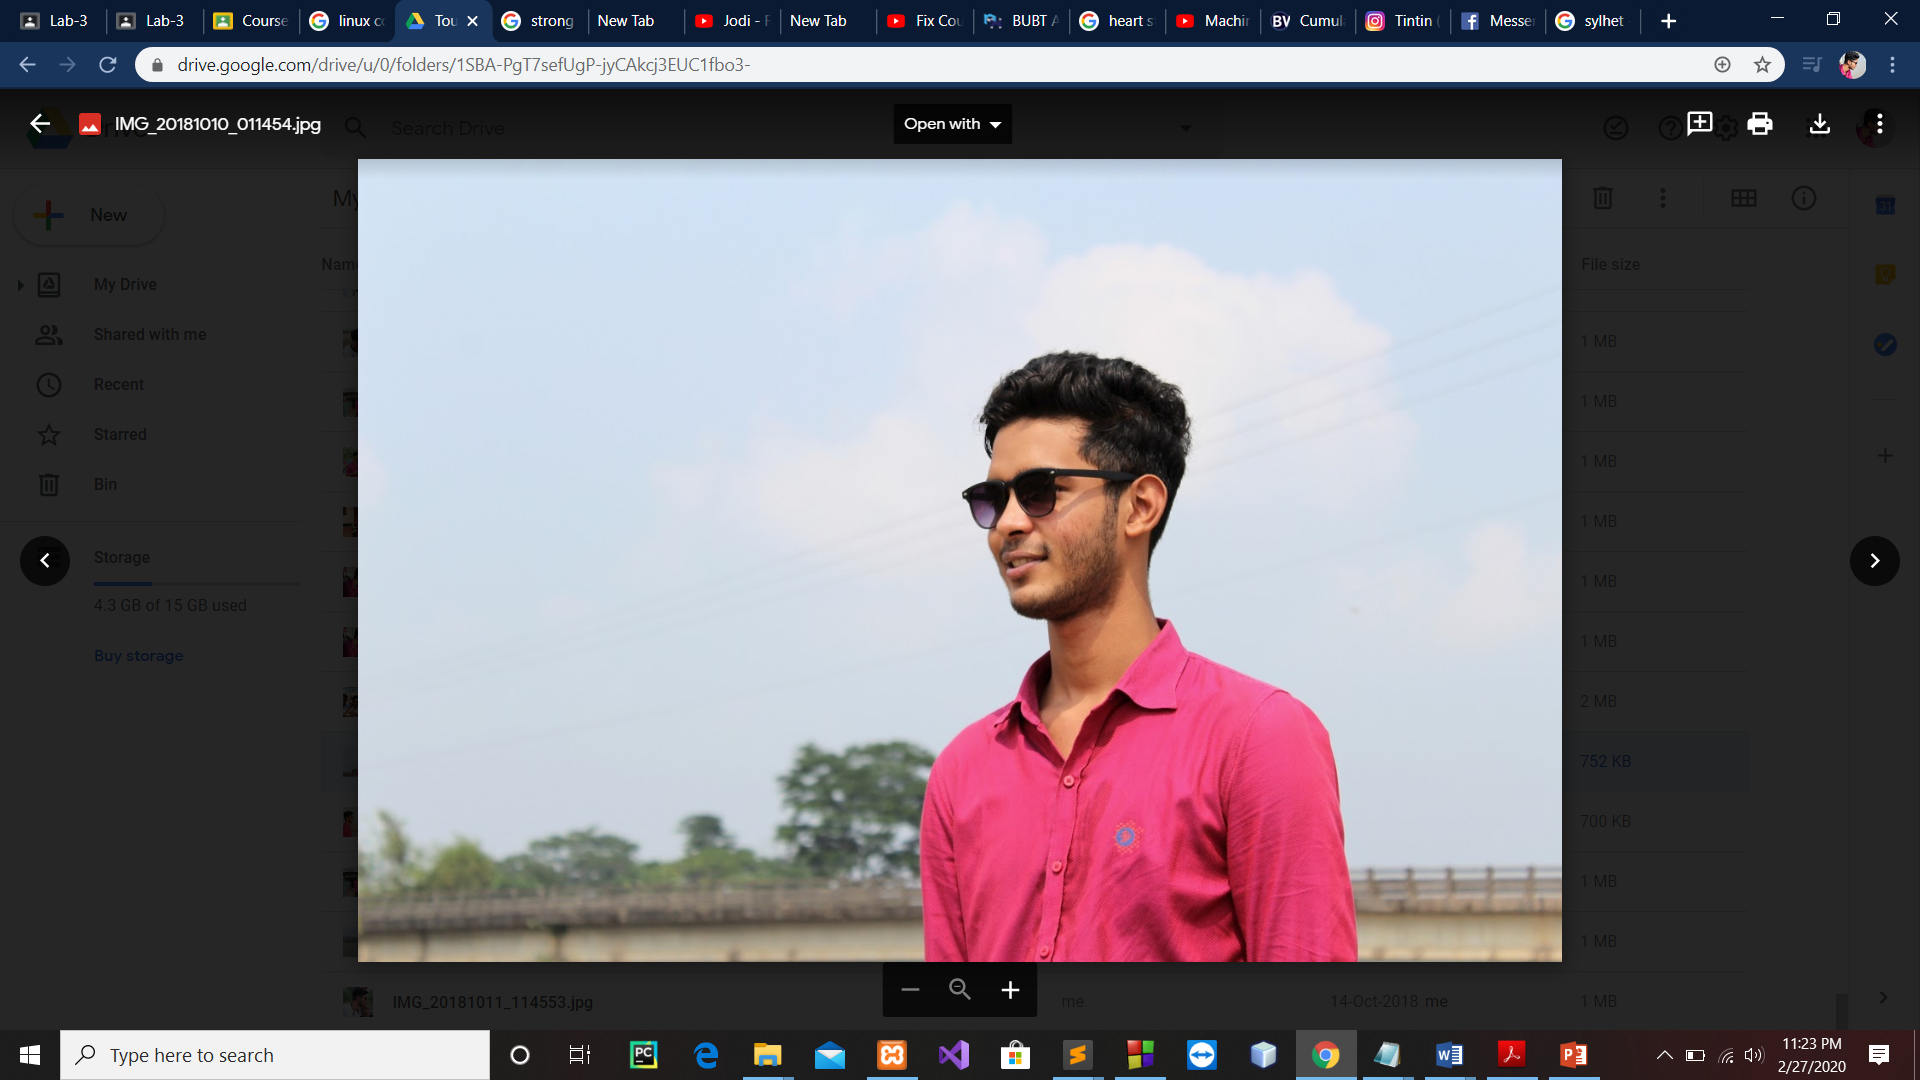 Lab-3
Lab-3
Course
linux co
Tou
strong
New Tab
Jodi - F
New Tab
Fix Cou
BUBT A
heart s
Machin
BV Cumul
Tintin (
Messen
sylhet
drive.google.com/drive/u/0/folders/1SBA-PgT7sefUgP-jyCAkcj3EUC1fbo3-
IMG_20181010_011454.jpg
Search Drive
Open with
New
My
Name
File size
My Drive
Shared with me
Recent
Starred
Bin
Storage
4.3 GB of 15 GB used
Buy storage
1 MB
1 MB
1 MB
1 MB
1 MB
1 MB
2 MB
752 KB
700 KB
1 MB
1 MB
IMG_20181011_114553.jpg me 14-Oct-2018 me 1 MB
Type here to search
PC
11:23 PM
2/27/2020